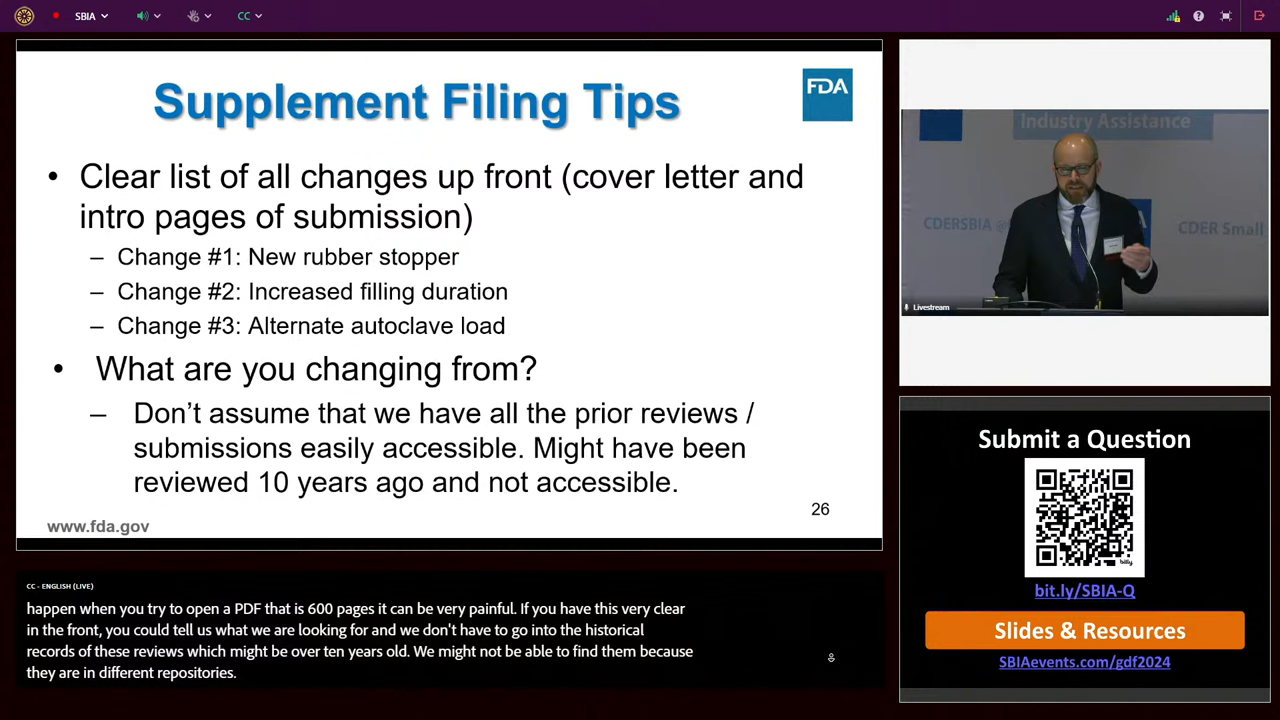 SBIA
CC
Supplement Filing Tips
FDA
• Clear list of all changes up front (cover letter and
intro pages of submission)
– Change #1: New rubber stopper
– Change #2: Increased filling duration
– Change #3: Alternate autoclave load
• What are you changing from?
– Don’t assume that we have all the prior reviews /
submissions easily accessible. Might have been
reviewed 10 years ago and not accessible.
26
www.fda.gov
Industry Assistance
CDERSBIA
CDER Small
Livestream
Submit a Question
bitly
bit.ly/SBIA-Q
Slides & Resources
SBIAevents.com/gdf2024
CC - ENGLISH (LIVE)
happen when you try to open a PDF that is 600 pages it can be very painful. If you have this very clear
in the front, you could tell us what we are looking for and we don't have to go into the historical
records of these reviews which might be over ten years old. We might not be able to find them because
they are in different repositories.